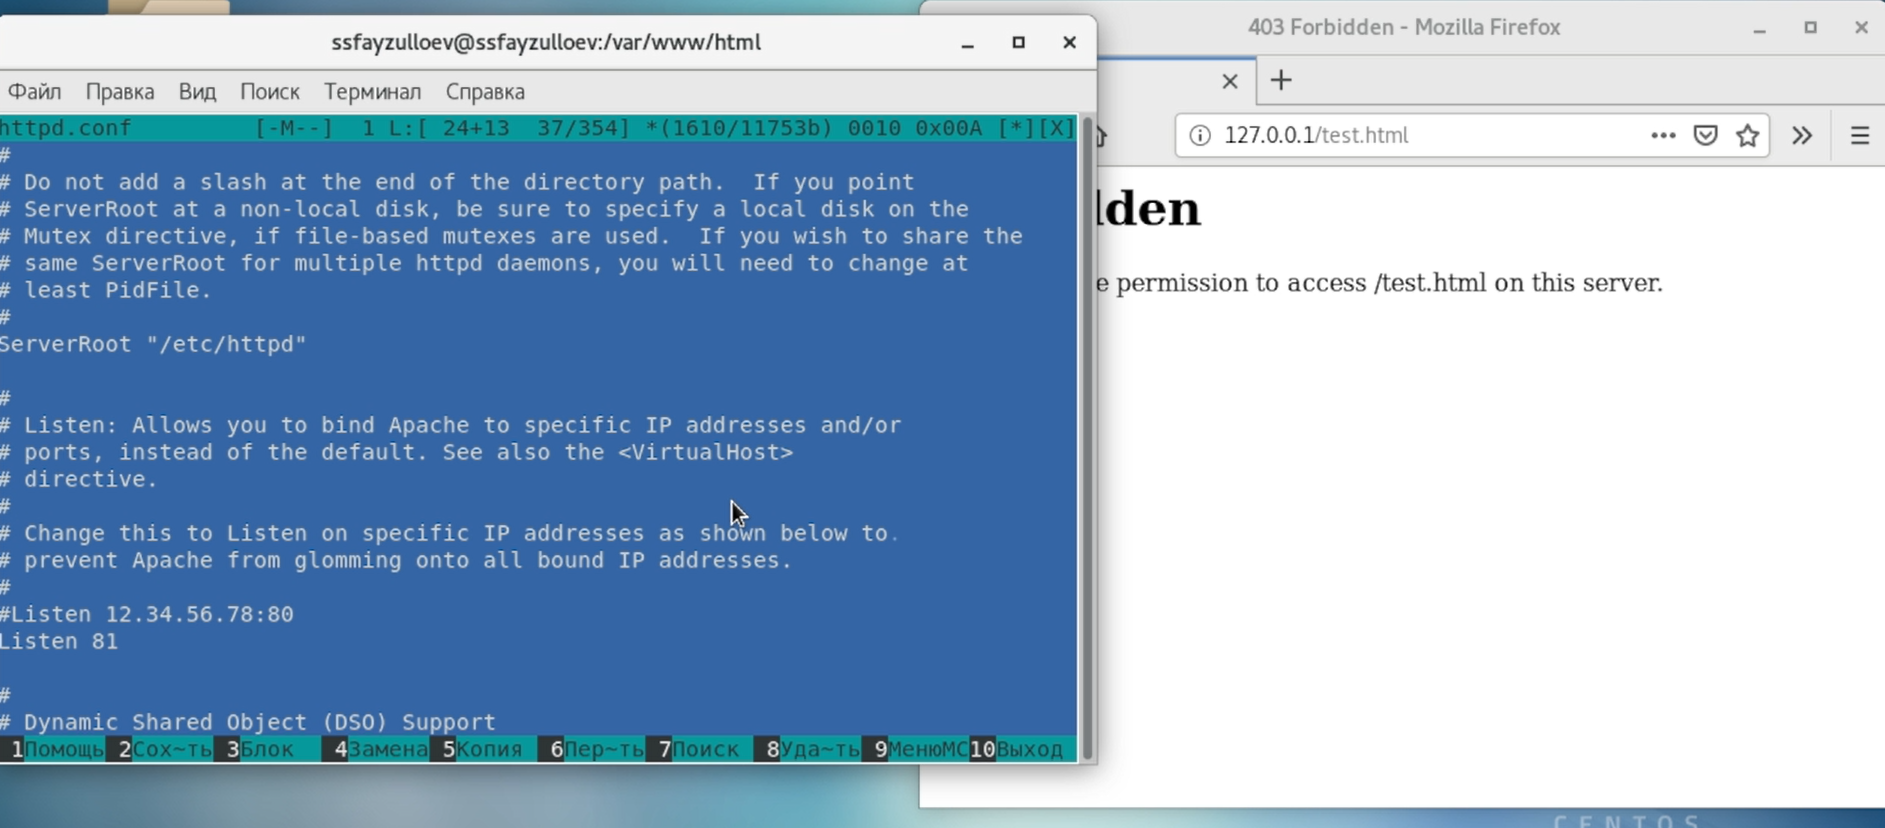 ssfayzulloev@ssfayzulloev:/var/www/html
Файл Правка Вид Поиск Терминал Справка
httpd.conf [-M--] 1 L:[ 24+13 37/354] *(1610/11753b) 0010 0x00A [*][X]
#
# Do not add a slash at the end of the directory path.  If you point
# ServerRoot at a non-local disk, be sure to specify a local disk on the
# Mutex directive, if file-based mutexes are used.  If you wish to share the
# same ServerRoot for multiple httpd daemons, you will need to change at
# least PidFile.
#
ServerRoot "/etc/httpd"
#
# Listen: Allows you to bind Apache to specific IP addresses and/or
# ports, instead of the default. See also the <VirtualHost>
# directive.
#
# Change this to Listen on specific IP addresses as shown below to.
# prevent Apache from glomming onto all bound IP addresses.
#
#Listen 12.34.56.78:80
Listen 81
#
# Dynamic Shared Object (DSO) Support
1Помощь 2Сох~ть 3Блок 4Замена 5Копия 6Пер~ть 7Поиск 8Уда~ть 9МенюMC 10Выход
403 Forbidden - Mozilla Firefox
127.0.0.1/test.html
dden
e permission to access /test.html on this server.
CENTOS